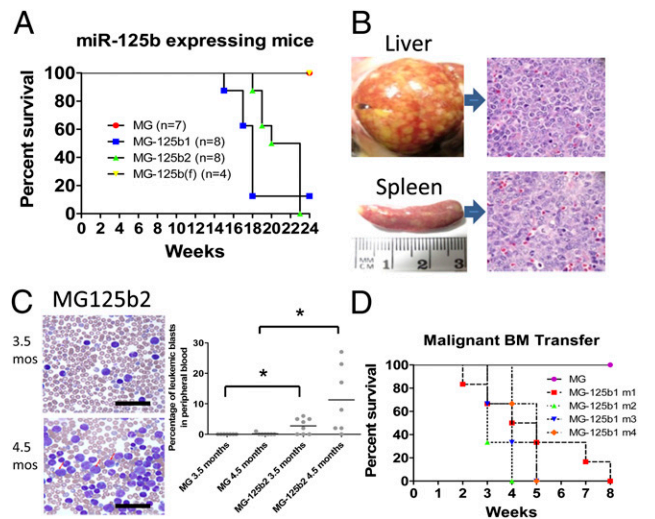 A
miR-125b expressing mice
Percent survival
100
80
60
40
20
0
MG (n=7)
MG-125b1 (n=8)
MG-125b2 (n=8)
MG-125b(f) (n=4)
0 2 4 6 8 10 12 14 16 18 20 22 24
Weeks
B
Liver
Spleen
MM
CM
1 2 3
C
MG125b2
3.5
mos
4.5
mos
Percentage of leukemic blasts
in peripheral blood
30
20
10
0
*
*
MG 3.5 months
MG 4.5 months
MG-125b2 3.5 months
MG-125b2 4.5 months
D
Malignant BM Transfer
Percent survival
100
80
60
40
20
0
MG
MG-125b1 m1
MG-125b1 m2
MG-125b1 m3
MG-125b1 m4
0 1 2 3 4 5 6 7 8
Weeks